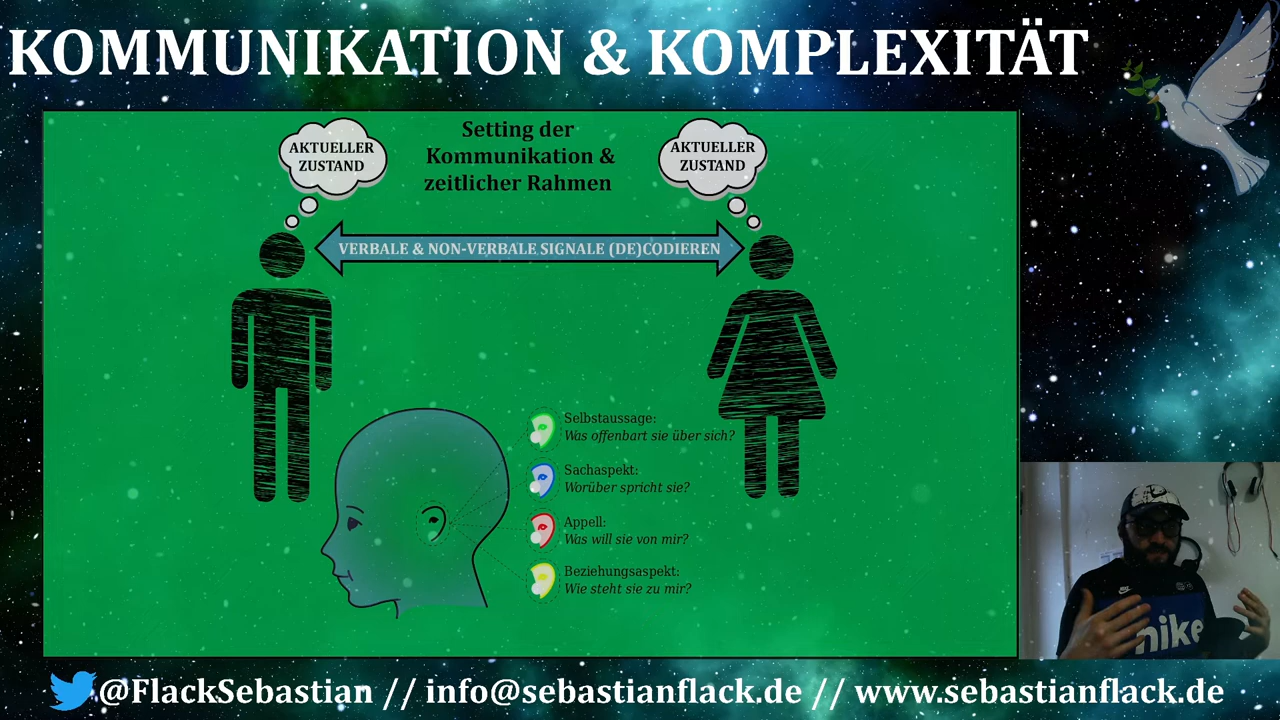 KOMMUNIKATION & KOMPLEXITÄT
AKTUELLER
ZUSTAND
Setting der
Kommunikation &
zeitlicher Rahmen
AKTUELLER
ZUSTAND
VERBALE & NON-VERBALE SIGNALE (DE)CODIEREN
Selbstaussage:
Was offenbart sie über sich?
Sachaspekt:
Worüber spricht sie?
Appell:
Was will sie von mir?
Beziehungsaspekt:
Wie steht sie zu mir?
nike
@FlackSebastian // info@sebastianflack.de // www.sebastianflack.de